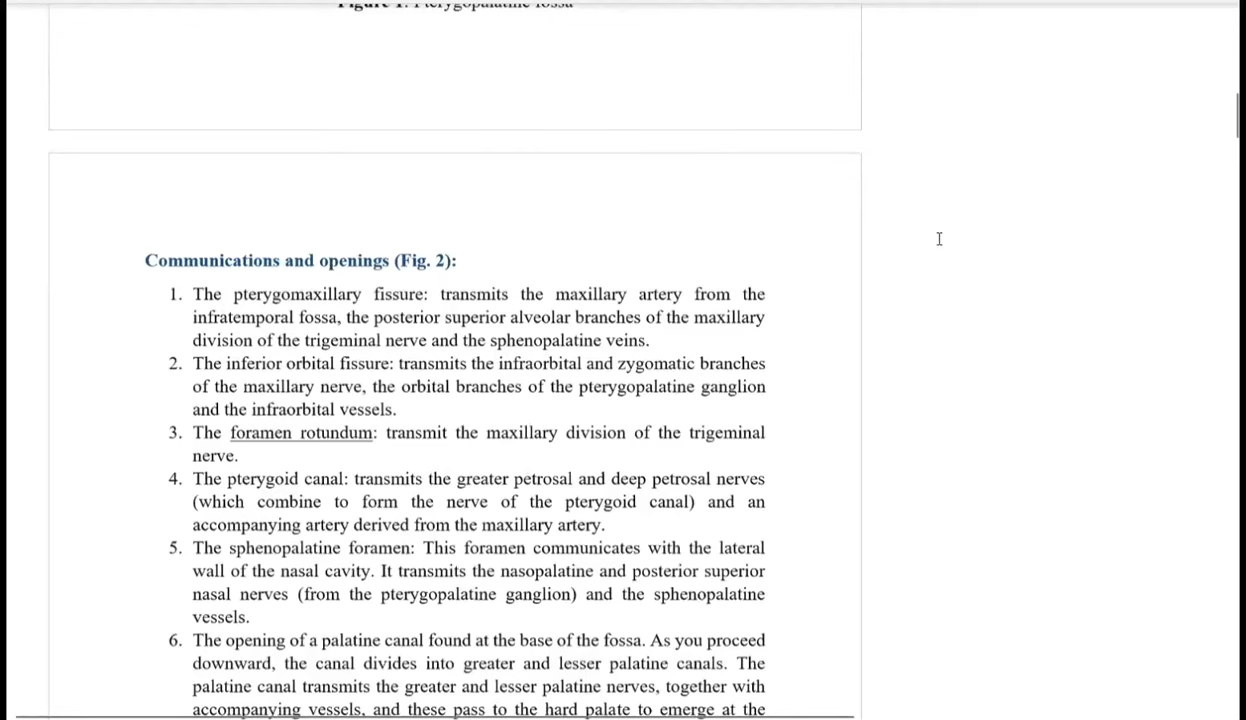 Figure 1. Pterygopalatine fossa
Communications and openings (Fig. 2):
1. The pterygomaxillary fissure: transmits the maxillary artery from the
infratemporal fossa, the posterior superior alveolar branches of the maxillary
division of the trigeminal nerve and the sphenopalatine veins.
2. The inferior orbital fissure: transmits the infraorbital and zygomatic branches
of the maxillary nerve, the orbital branches of the pterygopalatine ganglion
and the infraorbital vessels.
3. The foramen rotundum: transmit the maxillary division of the trigeminal
nerve.
4. The pterygoid canal: transmits the greater petrosal and deep petrosal nerves
(which combine to form the nerve of the pterygoid canal) and an
accompanying artery derived from the maxillary artery.
5. The sphenopalatine foramen: This foramen communicates with the lateral
wall of the nasal cavity. It transmits the nasopalatine and posterior superior
nasal nerves (from the pterygopalatine ganglion) and the sphenopalatine
vessels.
6. The opening of a palatine canal found at the base of the fossa. As you proceed
downward, the canal divides into greater and lesser palatine canals. The
palatine canal transmits the greater and lesser palatine nerves, together with
accompanying vessels, and these pass to the hard palate to emerge at the